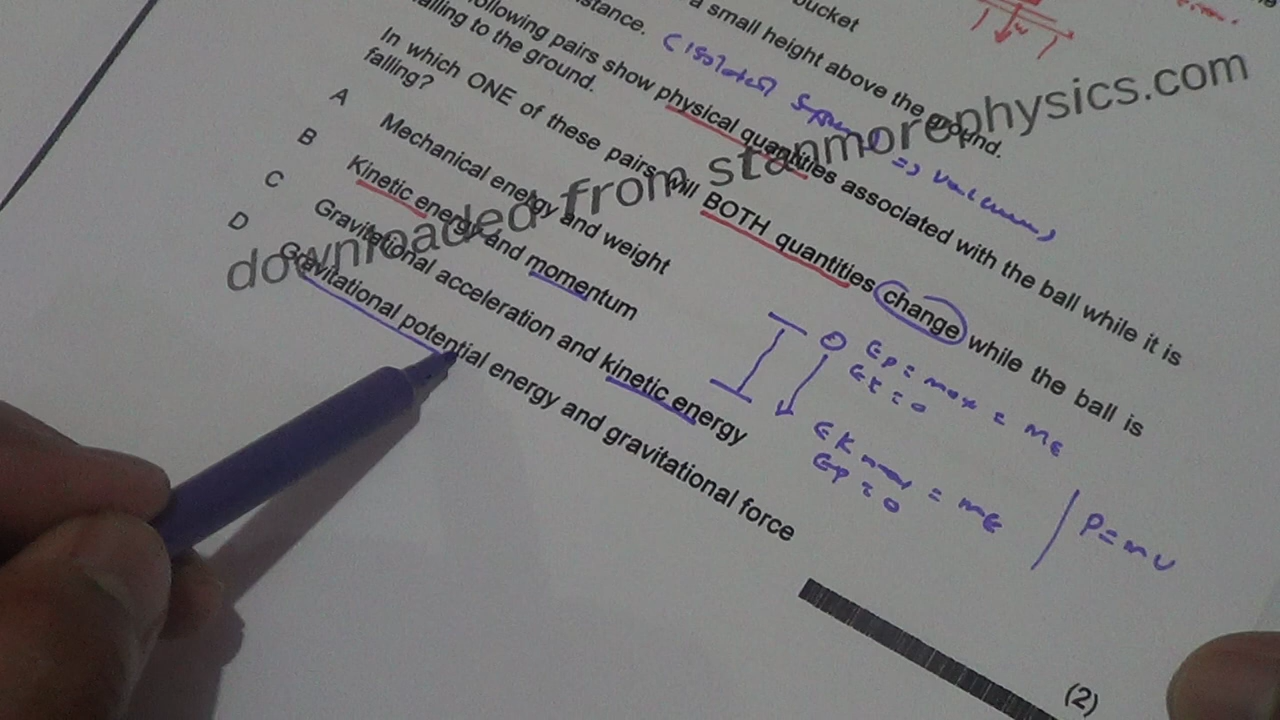 bucket
istance.
a small height above the ground.
(isolated system) => vacuum)
ollowing pairs show physical quantities associated with the ball while it is
falling to the ground.
In which ONE of these pairs will BOTH quantities change while the ball is
falling?
A Mechanical energy and weight
B Kinetic energy and momentum
C Gravitational acceleration and kinetic energy
D Gravitational potential energy and gravitational force
downloaded from stanmorephysics.com
Ep = max = ME
EK = 0
EK max = ME
Ep = 0
P = mv
(2)